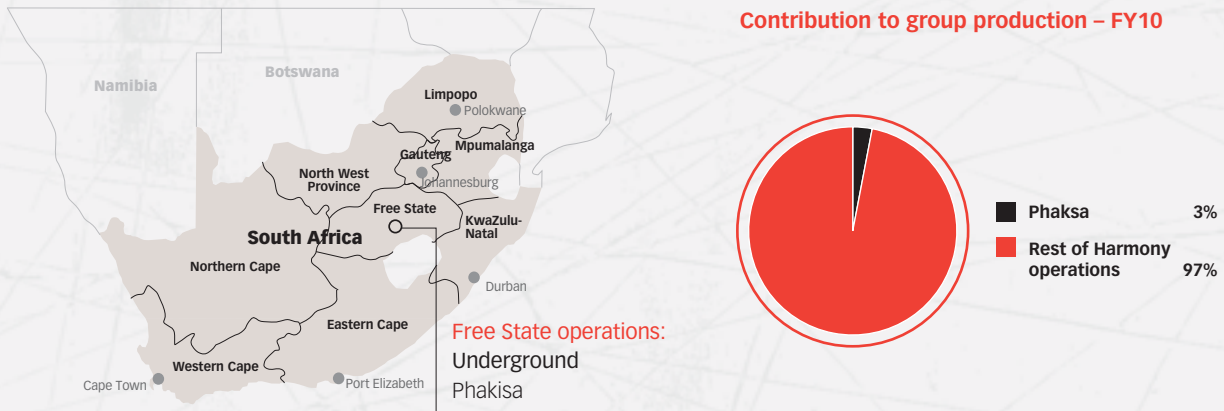 Contribution to group production – FY10
Namibia
Botswana
Limpopo
Polokwane
Mpumalanga
Gauteng
Johannesburg
North West
Province
Free State
KwaZulu-
Natal
South Africa
Northern Cape
Durban
Eastern Cape
Western Cape
Cape Town
Port Elizabeth
Free State operations:
Underground
Phakisa
Phaksa 3%
Rest of Harmony
operations 97%